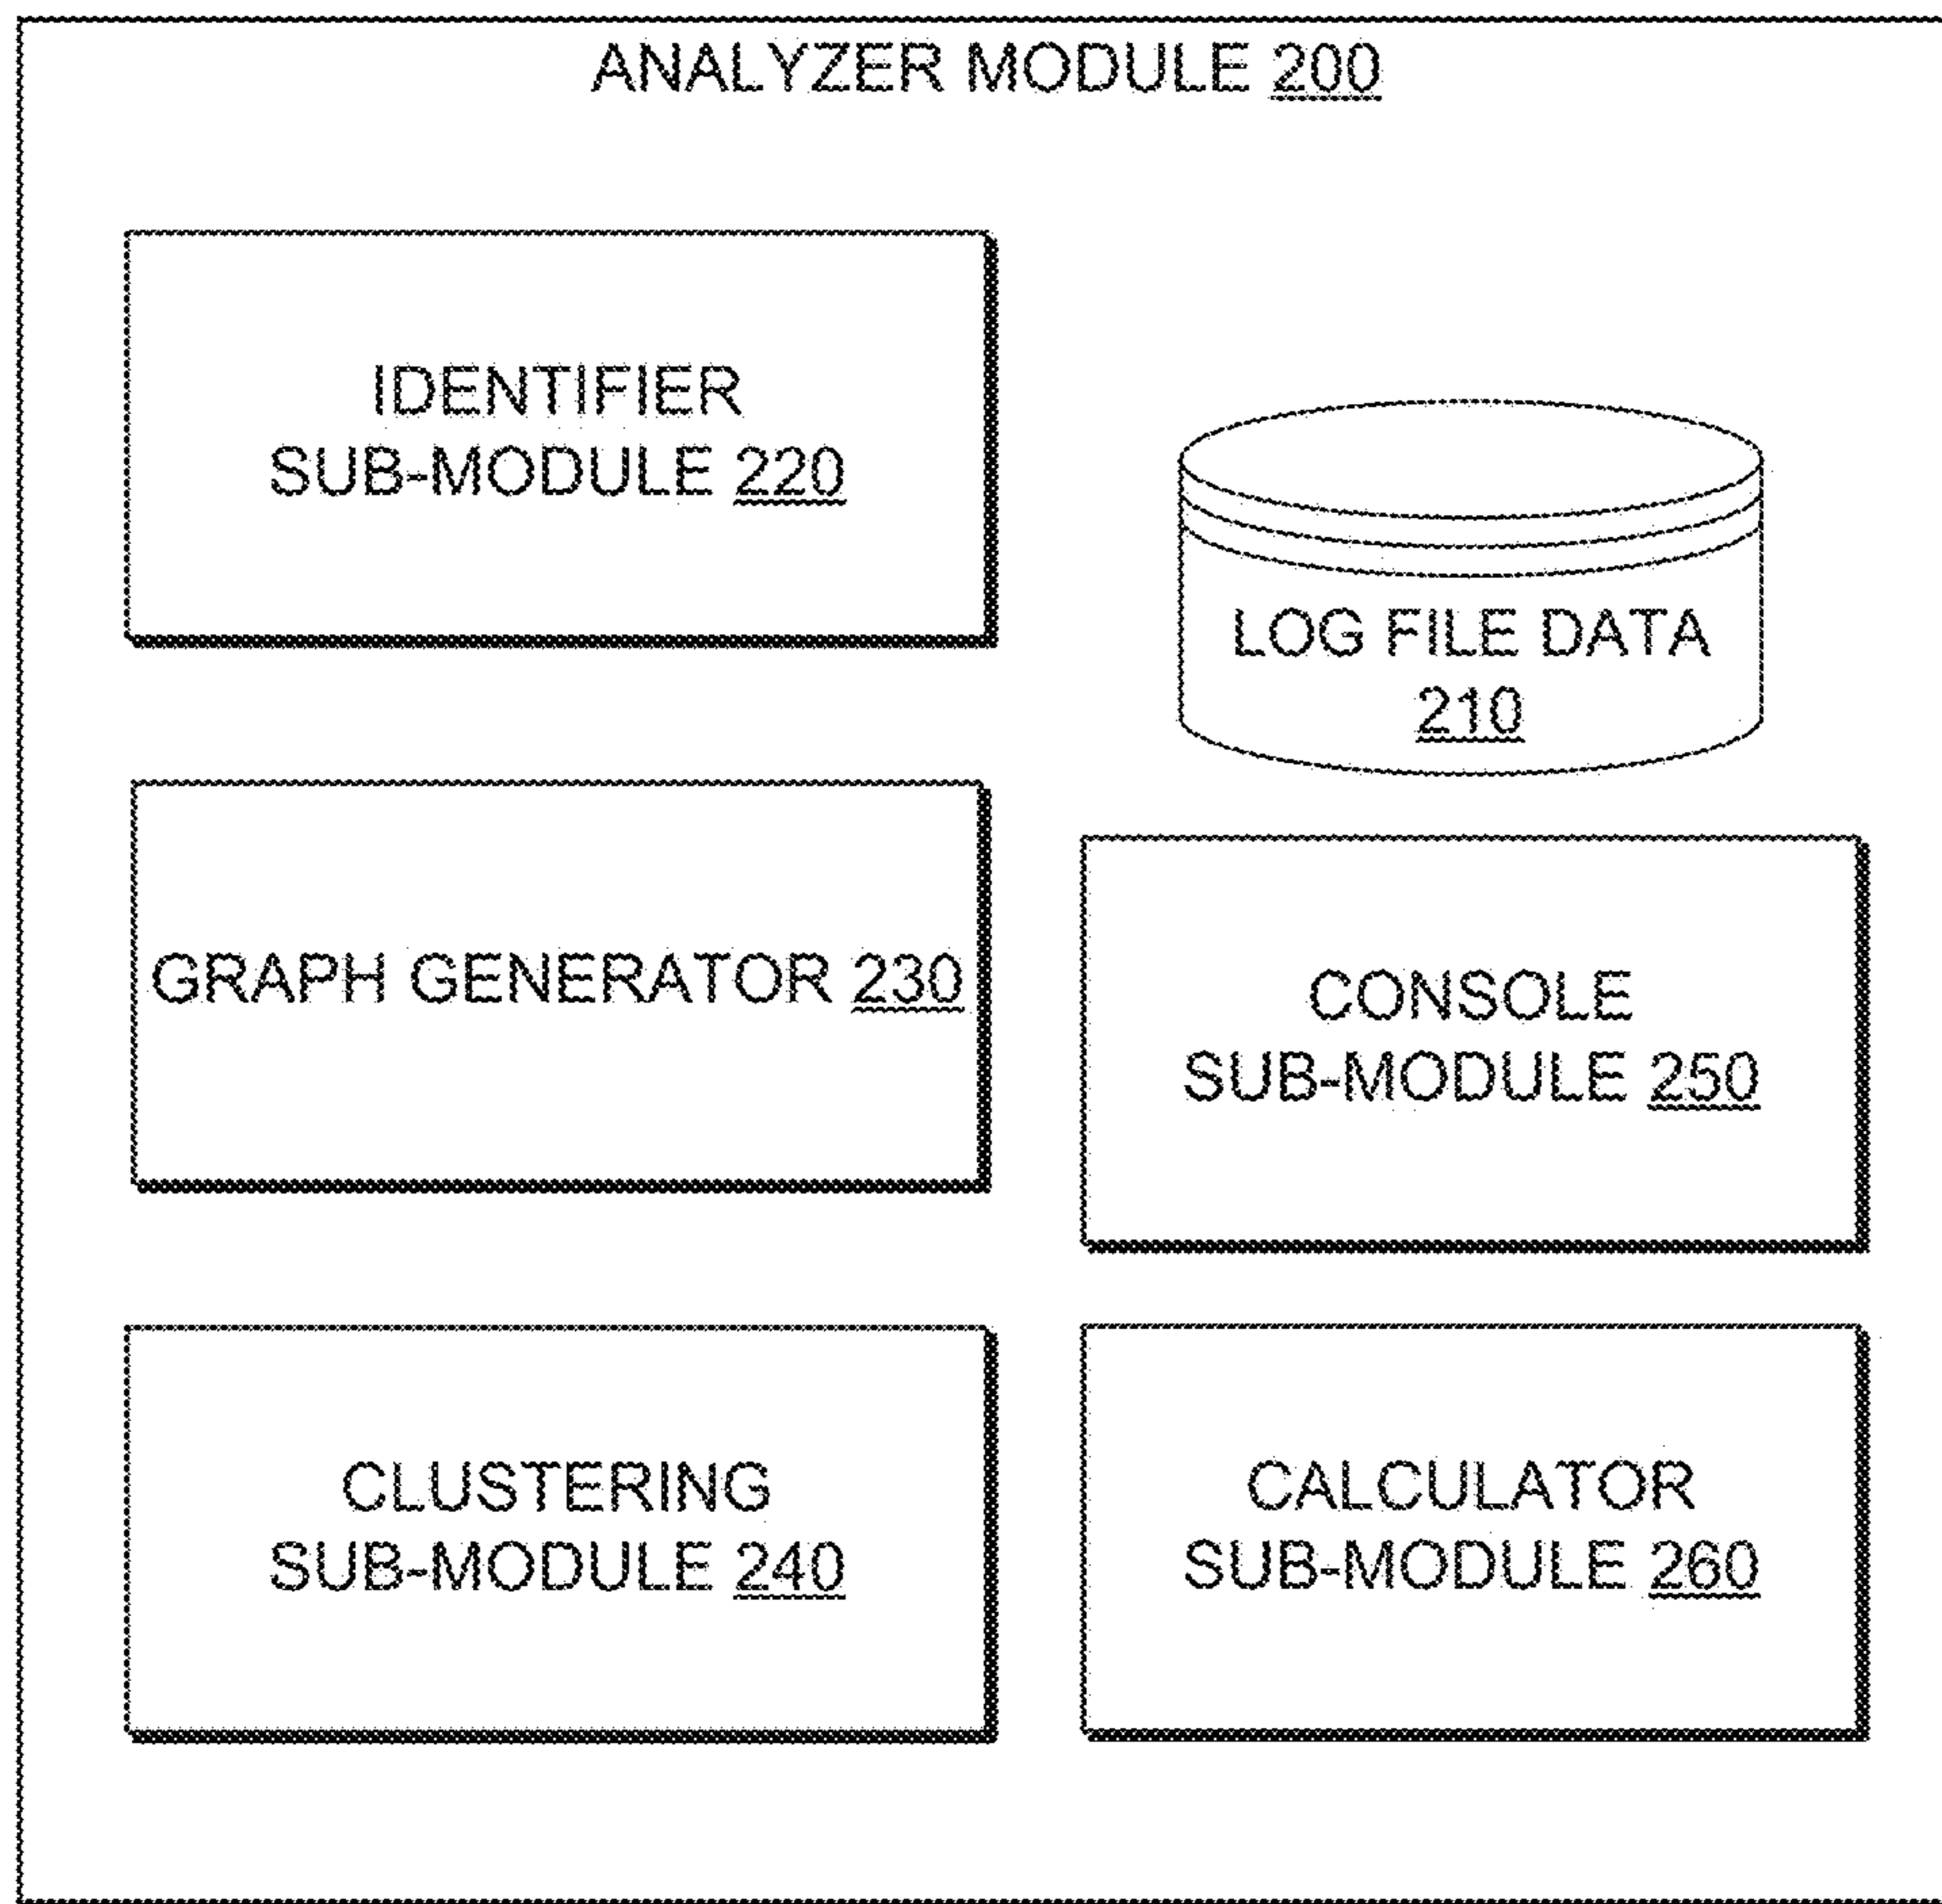 ANALYZER MODULE 200
IDENTIFIER
SUB-MODULE 220
LOG FILE DATA
210
GRAPH GENERATOR 230
CONSOLE
SUB-MODULE 250
CLUSTERING
SUB-MODULE 240
CALCULATOR
SUB-MODULE 260